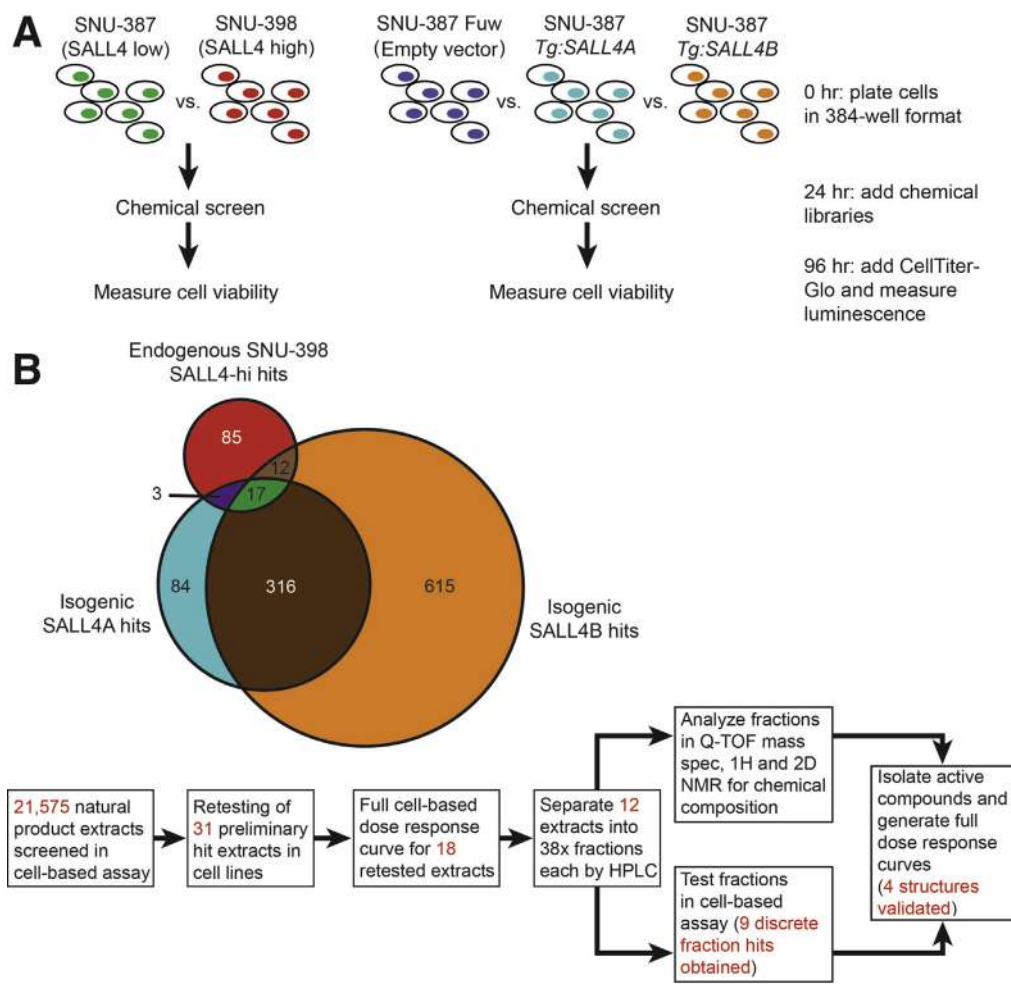 A
SNU-387
(SALL4 low)
SNU-398
(SALL4 high)
vs.
SNU-387 Fuw
(Empty vector)
SNU-387
Tg:SALL4A
SNU-387
Tg:SALL4B
vs.
vs.
0 hr: plate cells
in 384-well format
Chemical screen
Chemical screen
24 hr: add chemical
libraries
Measure cell viability
Measure cell viability
96 hr: add CellTiter-
Glo and measure
luminescence
B
Endogenous SNU-398
SALL4-hi hits
85
12
3
17
84
316
615
Isogenic
SALL4A hits
Isogenic
SALL4B hits
21,575 natural
product extracts
screened in
cell-based assay
Retesting of
31 preliminary
hit extracts in
cell lines
Full cell-based
dose response
curve for 18
retested extracts
Separate 12
extracts into
38x fractions
each by HPLC
Analyze fractions
in Q-TOF mass
spec, 1H and 2D
NMR for chemical
composition
Test fractions
in cell-based
assay (9 discrete
fraction hits
obtained)
Isolate active
compounds and
generate full
dose response
curves
(4 structures
validated)